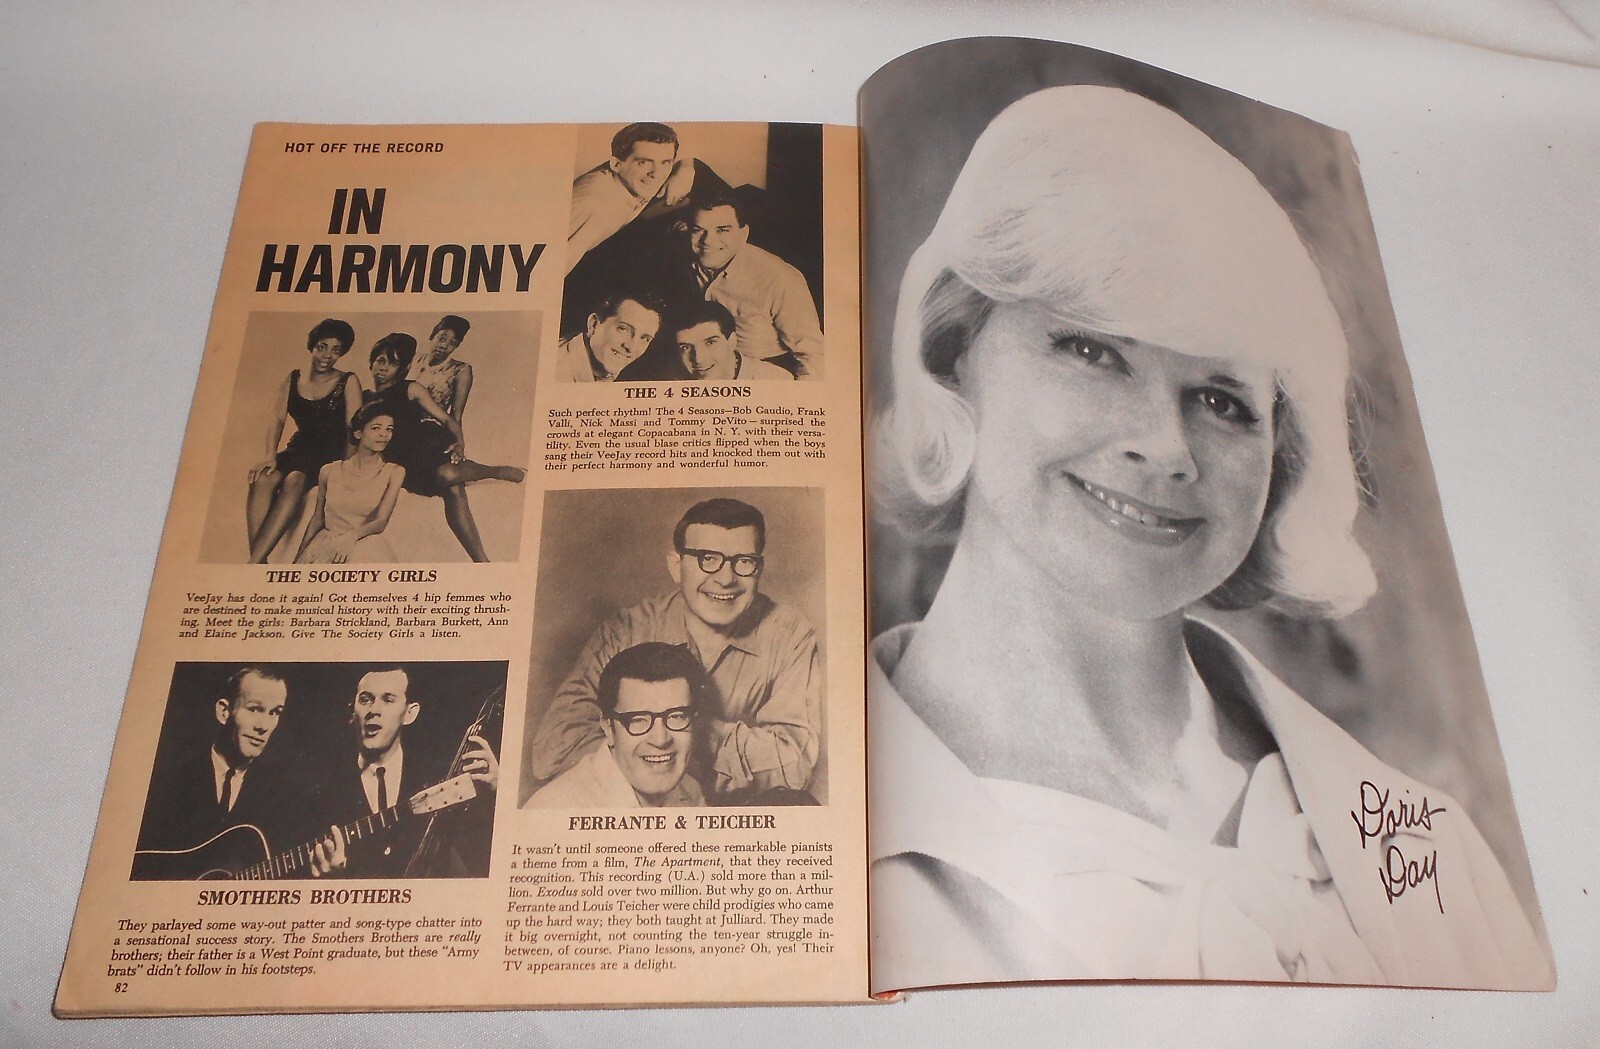 HOT OFF THE RECORD
IN
HARMONY
THE SOCIETY GIRLS
VeeJay has done it again! Got themselves 4 hip femmes who
are destined to make musical history with their exciting thrush-
ing. Meet the girls: Barbara Strickland, Barbara Burkett, Ann
and Elaine Jackson. Give The Society Girls a listen.
SMOTHERS BROTHERS
They parlayed some way-out patter and song-type chatter into
a sensational success story. The Smothers Brothers are really
brothers; their father is a West Point graduate, but these "Army
brats" didn't follow in his footsteps.
82
THE 4 SEASONS
Such perfect rhythm! The 4 Seasons—Bob Gaudio, Frank
Valli, Nick Massi and Tommy DeVito — surprised the
crowds at elegant Copacabana in N. Y. with their versa-
tility. Even the usual blase critics flipped when the boys
sang their VeeJay record hits and knocked them out with
their perfect harmony and wonderful humor.
FERRANTE & TEICHER
It wasn't until someone offered these remarkable pianists
a theme from a film, The Apartment, that they received
recognition. This recording (U.A.) sold more than a mil-
lion. Exodus sold over two million. But why go on. Arthur
Ferrante and Louis Teicher were child prodigies who came
up the hard way; they both taught at Julliard. They made
it big overnight, not counting the ten-year struggle in-
between, of course. Piano lessons, anyone? Oh, yes! Their
TV appearances are a delight.
Doris
Day